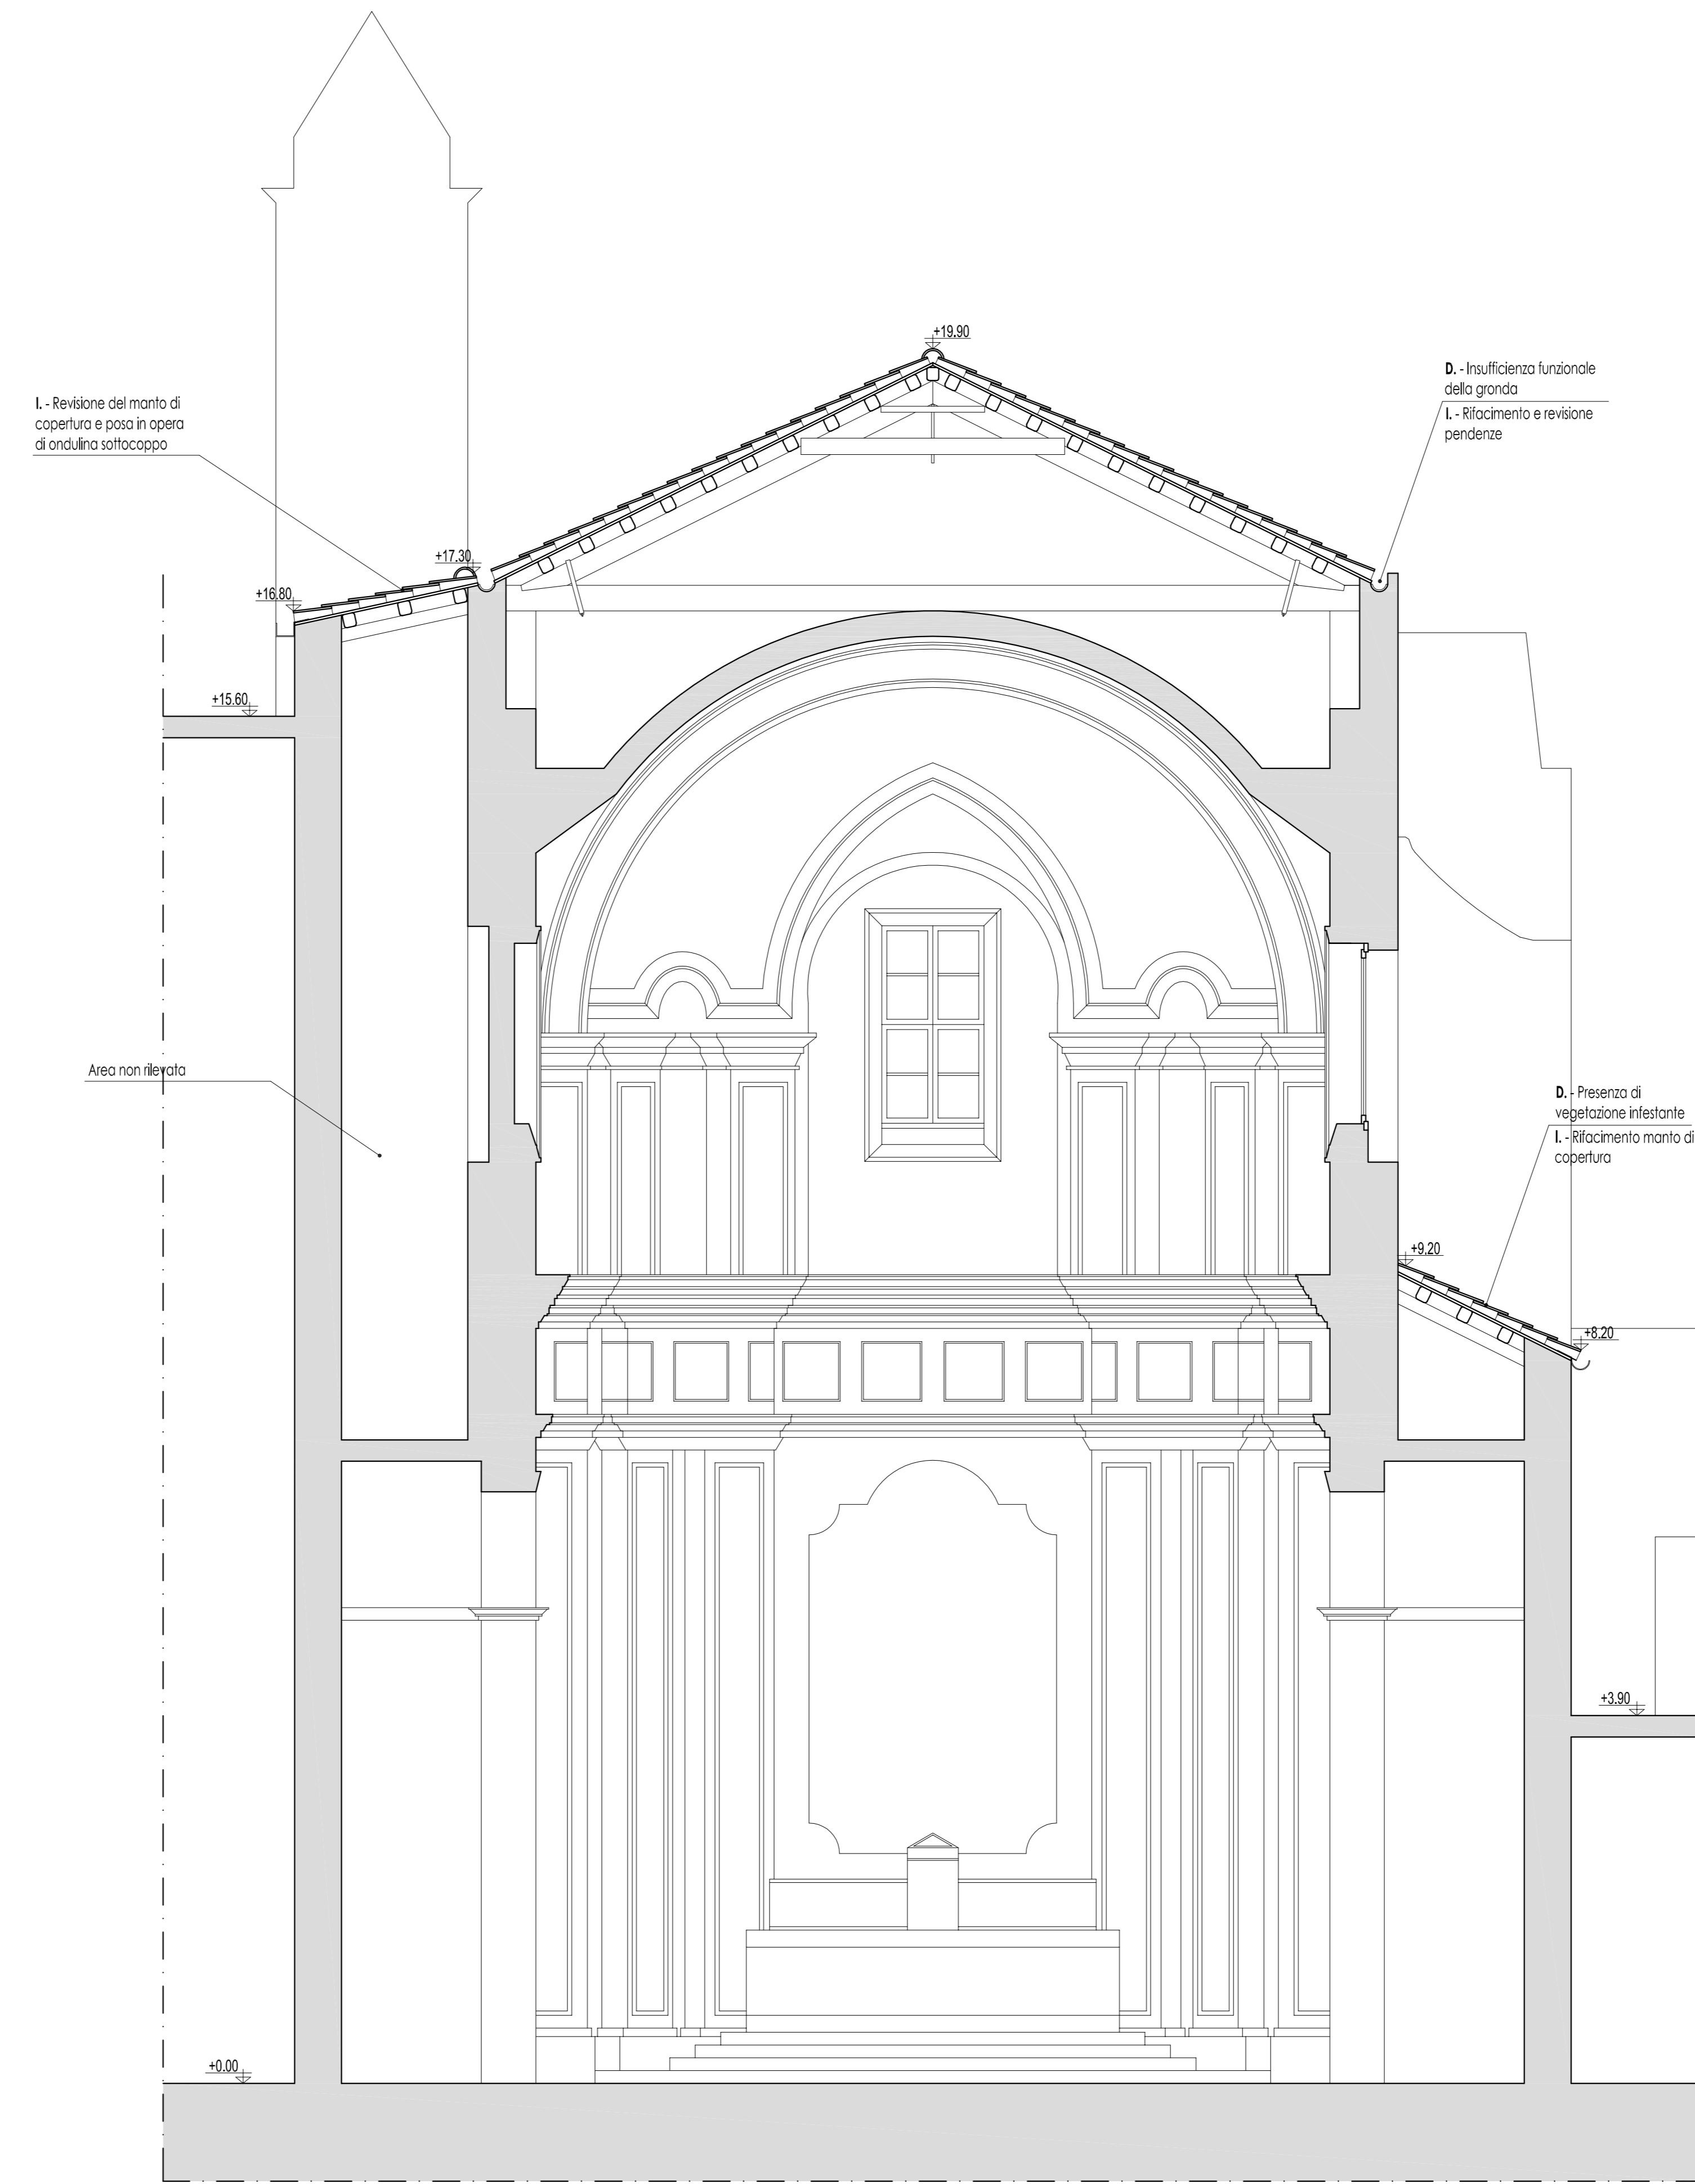 +19.90
D. - Insufficienza funzionale
della gronda
I. - Rifacimento e revisione
pendenze
I. - Revisione del manto di
copertura e posa in opera
di ondulina sottocoppo
+17.30
+16.80
+15.60
Area non rilevata
D. - Presenza di
vegetazione infestante
I. - Rifacimento manto di
copertura
+9.20
+8.20
+3.90
+0.00